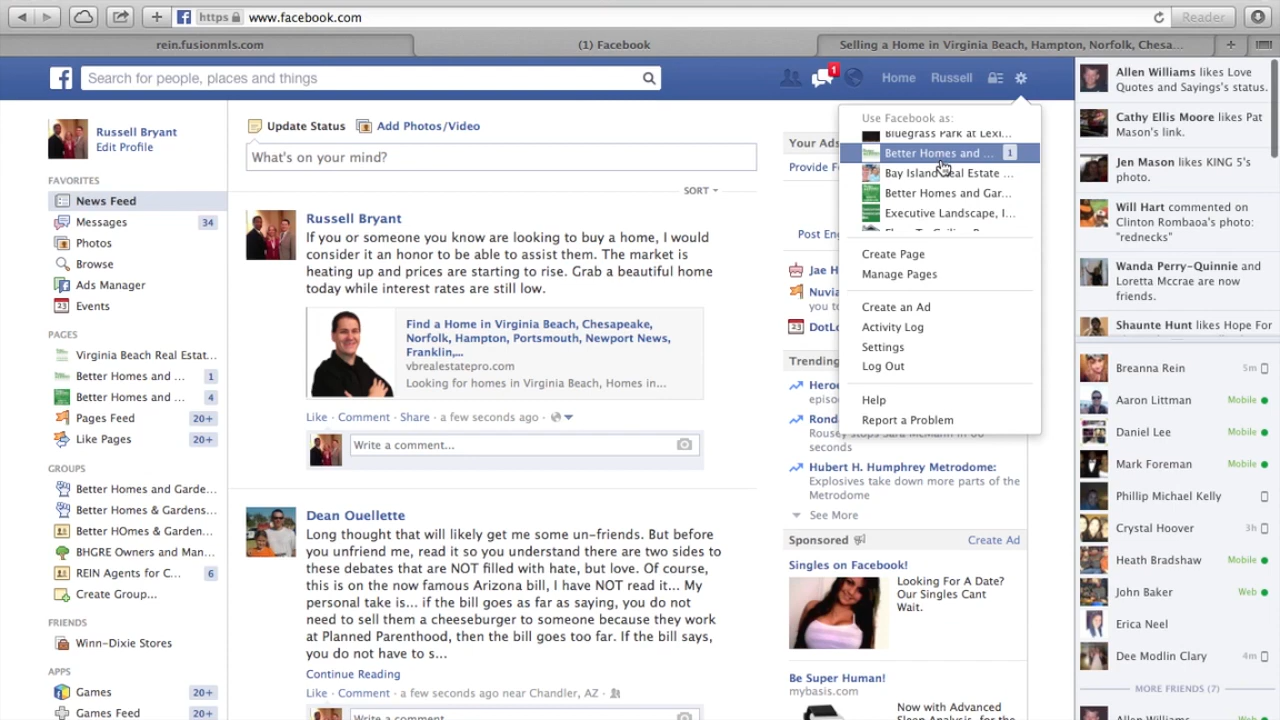 https www.facebook.com
Reader
rein.fusionmls.com
(1) Facebook
Selling a Home in Virginia Beach, Hampton, Norfolk, Chesa...
Search for people, places and things
1
Home
Russell
Russell Bryant
Edit Profile
FAVORITES
News Feed
Messages 34
Photos
Browse
Ads Manager
23 Events
PAGES
Virginia Beach Real Estat...
Better Homes and ... 1
Better Homes and ... 4
Pages Feed 20+
Like Pages 20+
GROUPS
Better Homes and Garde...
Better Homes & Gardens...
Better HOmes & Garden...
BHGRE Owners and Man...
REIN Agents for C... 6
Create Group...
FRIENDS
Winn-Dixie Stores
APPS
Games 20+
Games Feed 20+
Update Status
Add Photos/Video
What's on your mind?
SORT
Russell Bryant
If you or someone you know are looking to buy a home, I would
consider it an honor to be able to assist them. The market is
heating up and prices are starting to rise. Grab a beautiful home
today while interest rates are still low.
Find a Home in Virginia Beach, Chesapeake,
Norfolk, Hampton, Portsmouth, Newport News,
Franklin,...
vbrealestatepro.com
Looking for homes in Virginia Beach, Homes in...
Like · Comment · Share · a few seconds ago ·
Write a comment...
Dean Ouellette
Long thought that will likely get me some un-friends. But before
you unfriend me, read it so you understand there are two sides to
these debates that are NOT filled with hate, but love. Of course,
this is on the now famous Arizona bill, I have NOT read it... My
personal take is... if the bill goes as far as saying, you do not
need to sell them a cheeseburger to someone because they work
at Planned Parenthood, then the bill goes too far. If the bill says,
you do not have to s...
Continue Reading
Like · Comment · a few seconds ago near Chandler, AZ ·
Write a comment...
Your Ads
Provide F
Post Eng
Jae H
Nuvia
you to
23 DotLo
Trending
Heroe
episo
Rond
Rousey stops Sara McMann in 66
seconds
Hubert H. Humphrey Metrodome:
Explosives take down more parts of the
Metrodome
See More
Sponsored
Create Ad
Singles on Facebook!
Looking For A Date?
Our Singles Cant
Wait.
Be Super Human!
mybasis.com
Now with Advanced
Use Facebook as:
Bluegrass Park at Lexi...
Better Homes and ... 1
Bay Island Real Estate ...
Better Homes and Gar...
Executive Landscape, I...
Create Page
Manage Pages
Create an Ad
Activity Log
Settings
Log Out
Help
Report a Problem
Allen Williams likes Love
Quotes and Sayings's status.
Cathy Ellis Moore likes Pat
Mason's link.
Jen Mason likes KING 5's
photo.
Will Hart commented on
Clinton Rombaoa's photo:
"rednecks"
Wanda Perry-Quinnie and
Loretta Mccrae are now
friends.
Shaunte Hunt likes Hope For
Breanna Rein 5m
Aaron Littman Mobile
Daniel Lee Mobile
Mark Foreman Mobile
Phillip Michael Kelly
Crystal Hoover 3h
Heath Bradshaw Mobile
John Baker Web
Erica Neel
Dee Modlin Clary 4m
MORE FRIENDS (7)
Allen Williams Web